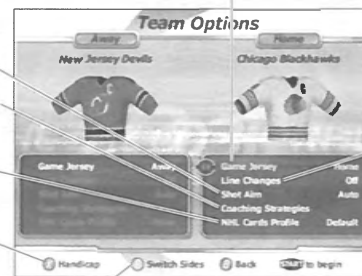 Team Options
Away
Home
New Jersey Devils
Chicago Blackhawks
Game Jersey Away
Game Jersey Home
Line Changes Off
Shot Aim Auto
Coaching Strategies
NHL Cards Profile Default
Handicap
Switch Sides
Back
START to begin